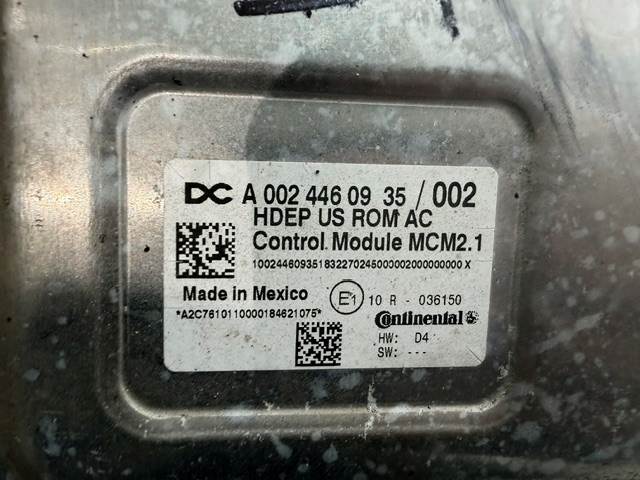 DC A 002 446 09 35 / 002
HDEP US ROM AC
Control Module MCM2.1
10024460935183227024500000200000000 X
Made in Mexico
E1
10 R - 036150
*A2C7610110000184621075*
Continental
HW: D4
SW: ---